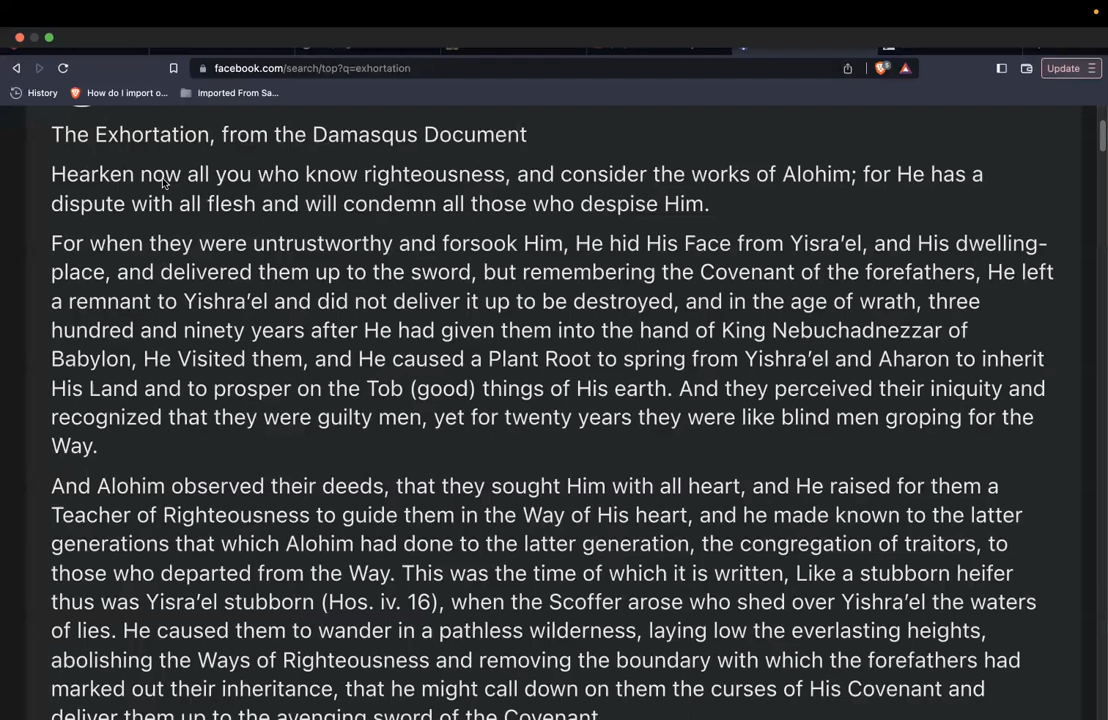 facebook.com/search/top?q=exhortation
Update
History
How do I import o...
Imported From Sa...
The Exhortation, from the Damasqus Document
Hearken now all you who know righteousness, and consider the works of Alohim; for He has a
dispute with all flesh and will condemn all those who despise Him.
For when they were untrustworthy and forsook Him, He hid His Face from Yisra’el, and His dwelling-
place, and delivered them up to the sword, but remembering the Covenant of the forefathers, He left
a remnant to Yishra’el and did not deliver it up to be destroyed, and in the age of wrath, three
hundred and ninety years after He had given them into the hand of King Nebuchadnezzar of
Babylon, He Visited them, and He caused a Plant Root to spring from Yishra’el and Aharon to inherit
His Land and to prosper on the Tob (good) things of His earth. And they perceived their iniquity and
recognized that they were guilty men, yet for twenty years they were like blind men groping for the
Way.
And Alohim observed their deeds, that they sought Him with all heart, and He raised for them a
Teacher of Righteousness to guide them in the Way of His heart, and he made known to the latter
generations that which Alohim had done to the latter generation, the congregation of traitors, to
those who departed from the Way. This was the time of which it is written, Like a stubborn heifer
thus was Yisra’el stubborn (Hos. iv. 16), when the Scoffer arose who shed over Yishra’el the waters
of lies. He caused them to wander in a pathless wilderness, laying low the everlasting heights,
abolishing the Ways of Righteousness and removing the boundary with which the forefathers had
marked out their inheritance, that he might call down on them the curses of His Covenant and
deliver them up to the avenging sword of the Covenant.